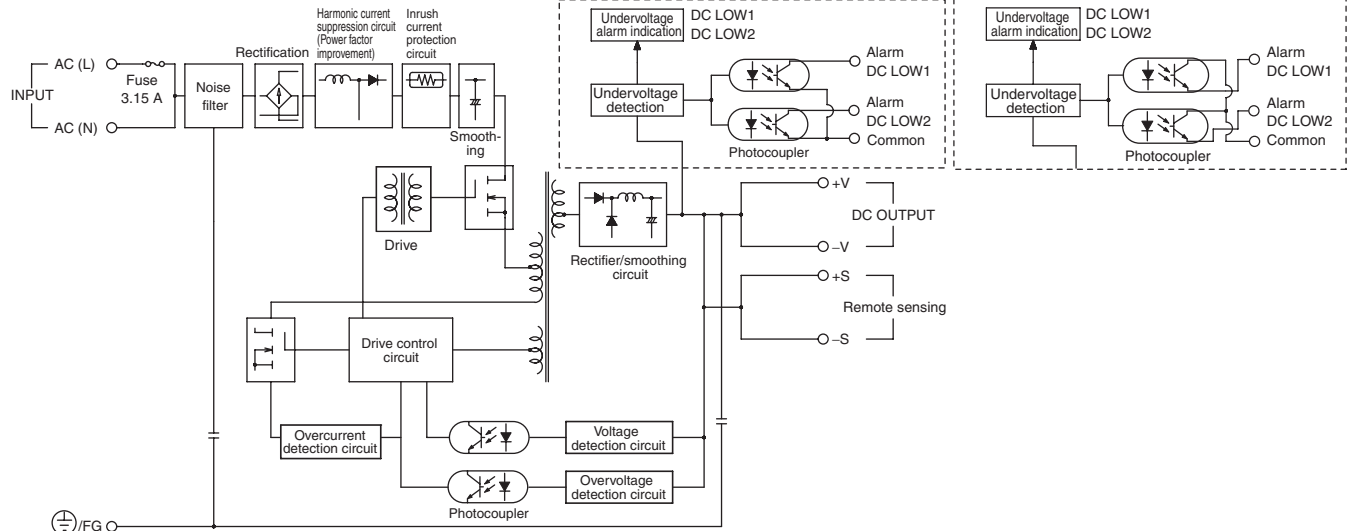 Harmonic current
suppression circuit
(Power factor
improvement)
Inrush
current
protection
circuit
Rectification
AC (L)
INPUT
AC (N)
Fuse
3.15 A
Noise
filter
Smooth-
ing
Undervoltage
alarm indication
DC LOW1
DC LOW2
Undervoltage
detection
Alarm
DC LOW1
Alarm
DC LOW2
Common
Photocoupler
Undervoltage
alarm indication
DC LOW1
DC LOW2
Undervoltage
detection
Alarm
DC LOW1
Alarm
DC LOW2
Common
Photocoupler
Drive
Rectifier/smoothing
circuit
+V
DC OUTPUT
–V
+S
Remote sensing
–S
Drive control
circuit
Overcurrent
detection circuit
Voltage
detection circuit
Overvoltage
detection circuit
Photocoupler
/FG